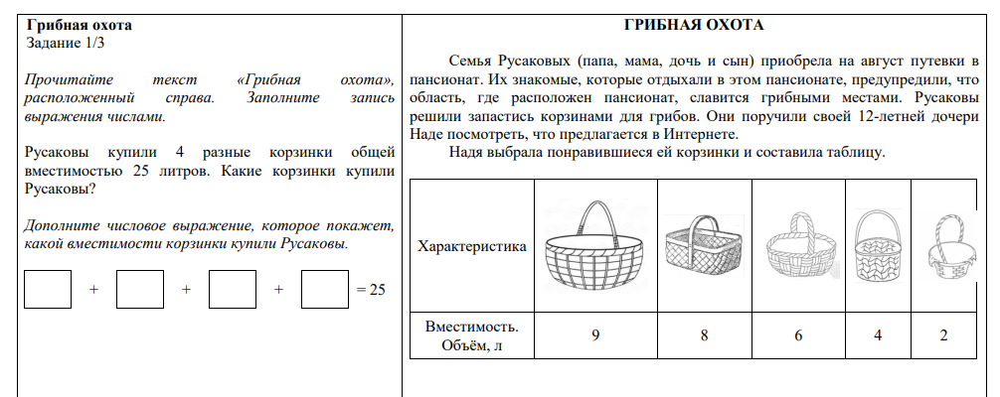 Грибная охота
Задание 1/3
Прочитайте текст «Грибная охота»,
расположенный справа. Заполните запись
выражения числами.
Русаковы купили 4 разные корзинки общей
вместимостью 25 литров. Какие корзинки купили
Русаковы?
Дополните числовое выражение, которое покажет,
какой вместимости корзинки купили Русаковы.
+ + + = 25
ГРИБНАЯ ОХОТА
Семья Русаковых (папа, мама, дочь и сын) приобрела на август путевки в
пансионат. Их знакомые, которые отдыхали в этом пансионате, предупредили, что
область, где расположен пансионат, славится грибными местами. Русаковы
решили запастись корзинами для грибов. Они поручили своей 12-летней дочери
Наде посмотреть, что предлагается в Интернете.
Надя выбрала понравившиеся ей корзинки и составила таблицу.
Характеристика
Вместимость.
Объём, л
9 8 6 4 2